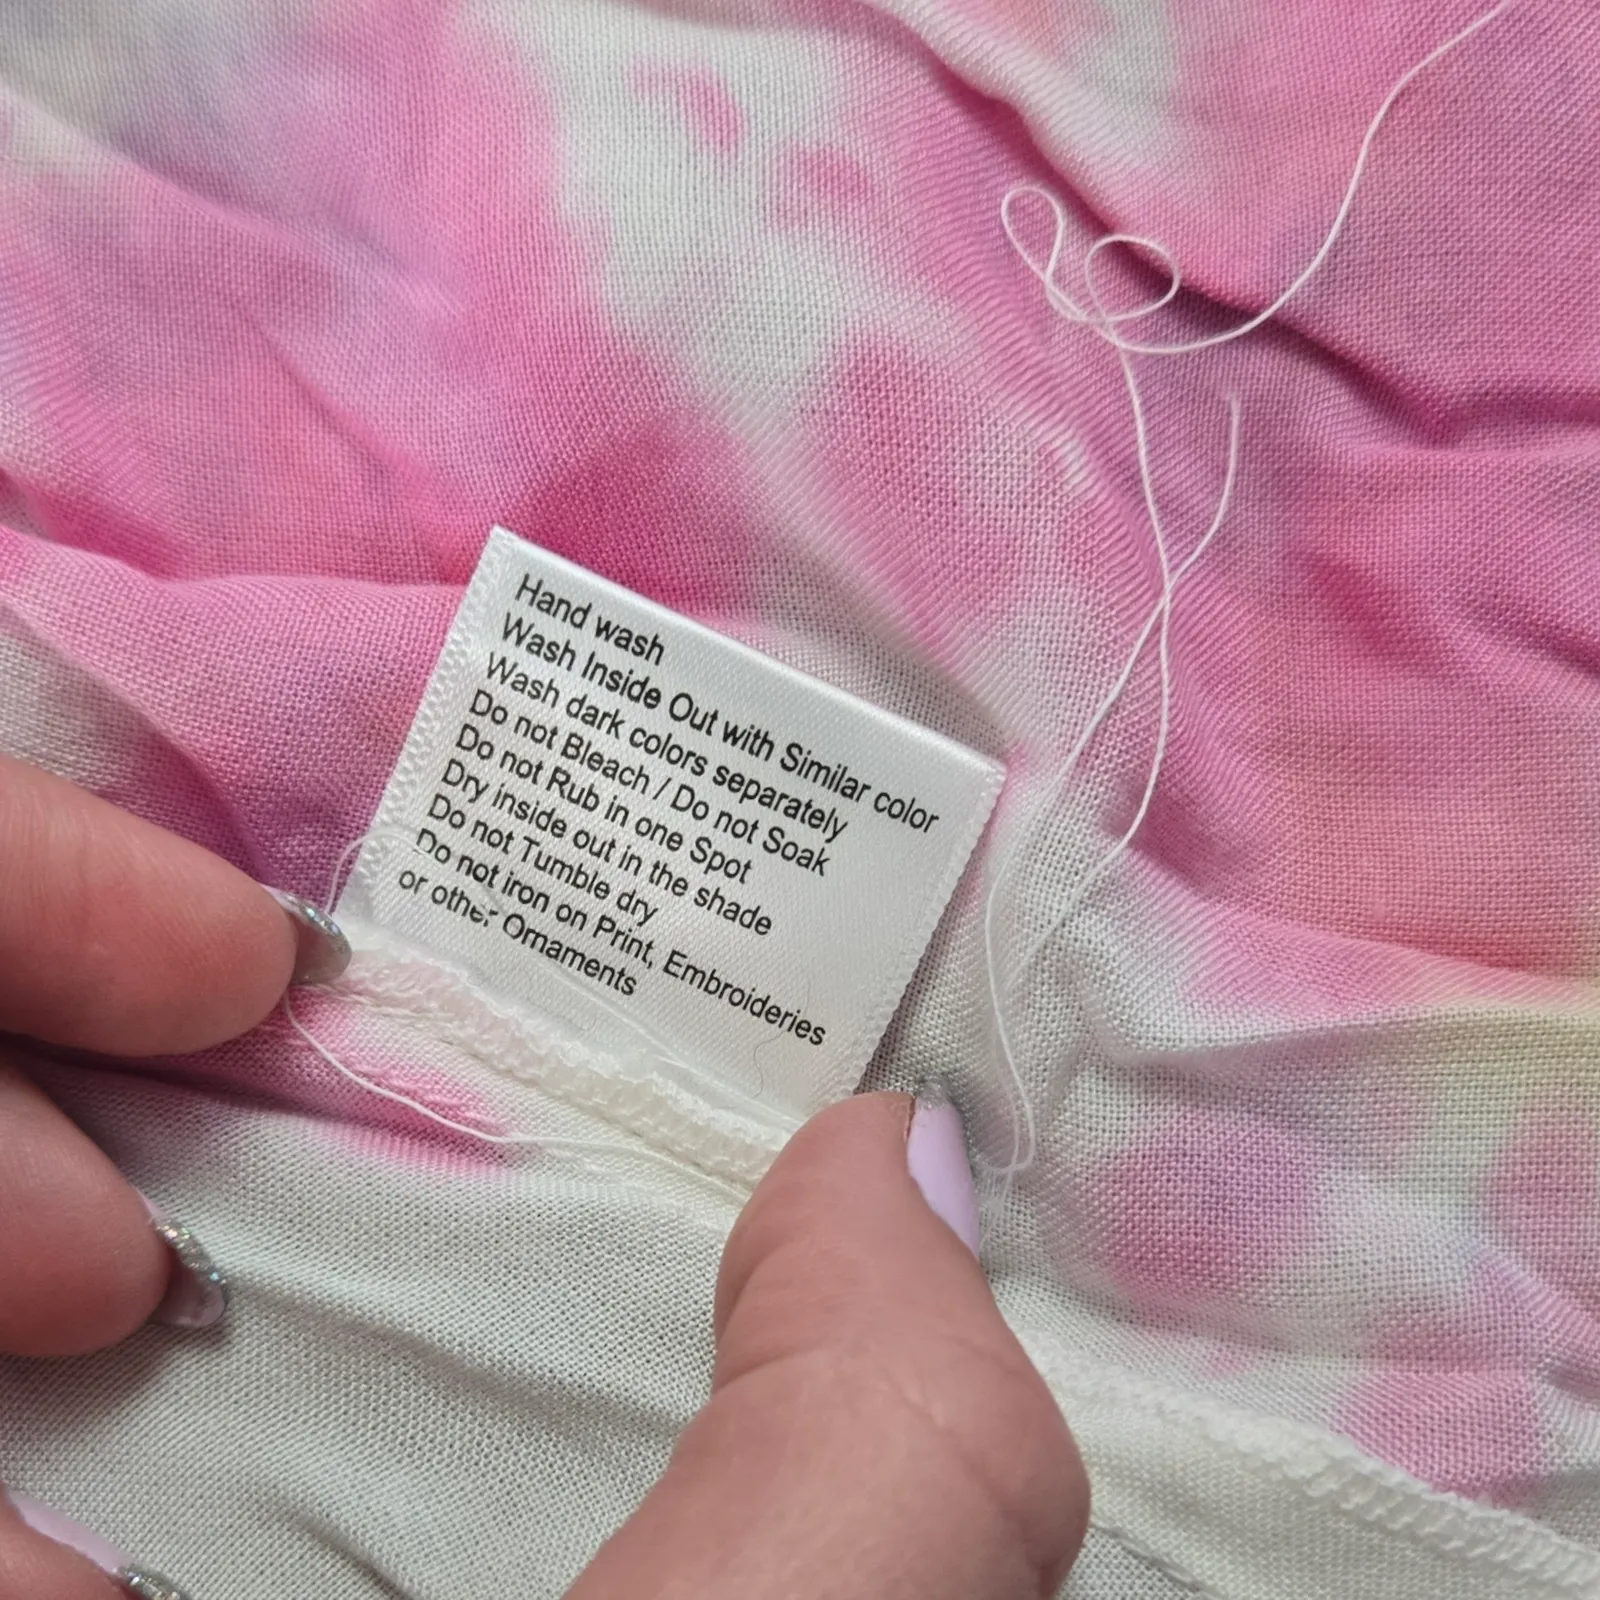 Hand wash
Wash Inside Out with Similar color
Wash dark colors separately
Do not Bleach / Do not Soak
Do not Rub in one Spot
Dry inside out in the shade
Do not Tumble dry
Do not iron on Print, Embroideries
or other Ornaments